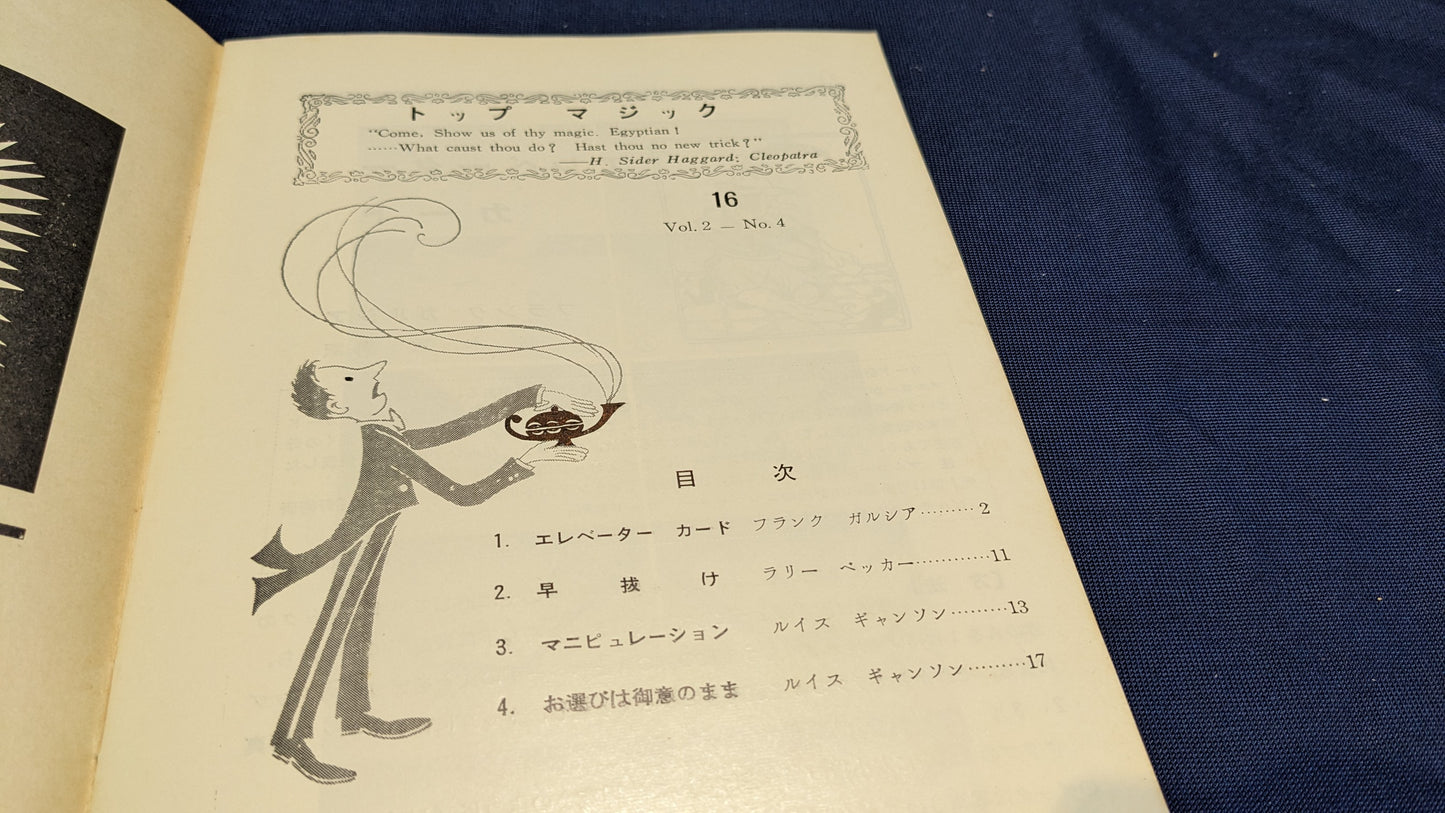 トップ マジック
"Come, Show us of thy magic. Egyptian!
……What caust thou do? Hast thou no new trick?"
——H. Sider Haggard; Cleopatra
16
Vol. 2 — No. 4
目 次
1. エレベーター カード フランク ガルシア………2
2. 早 抜 け ラリー ベッカー…………11
3. マニピュレーション ルイス ギャンソン………13
4. お選びは御意のまま ルイス ギャンソン………17